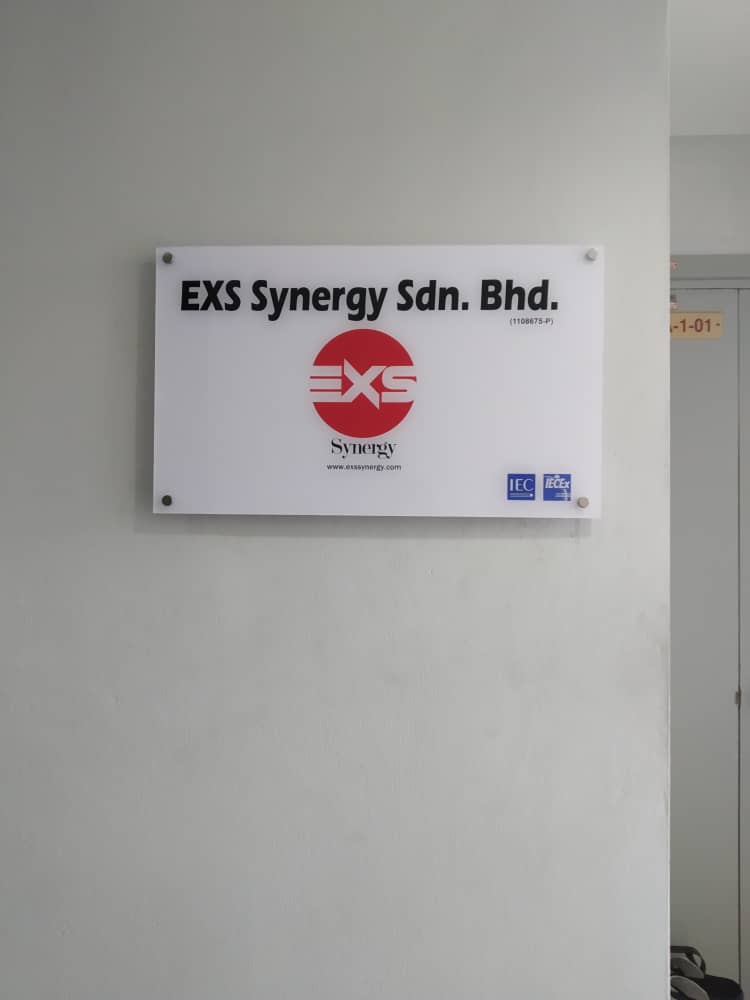 EXS Synergy Sdn. Bhd.
(1108675-P)
EXS
Synergy
www.exssynergy.com
IEC
IECEx
-1-01